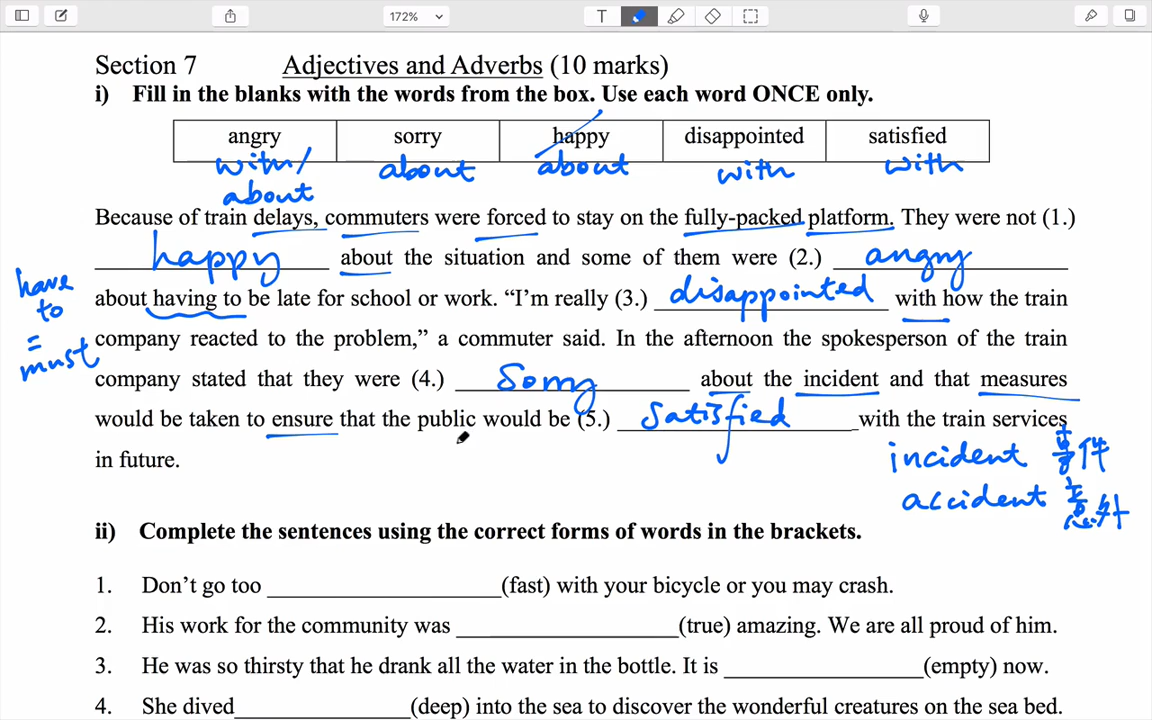 172%
T
Section 7 Adjectives and Adverbs (10 marks)
i) Fill in the blanks with the words from the box. Use each word ONCE only.
angry sorry happy disappointed satisfied
with/ about about with with
about
Because of train delays, commuters were forced to stay on the fully-packed platform. They were not (1.)
happy about the situation and some of them were (2.) angry
have to = must
about having to be late for school or work. “I’m really (3.) disappointed with how the train
company reacted to the problem,” a commuter said. In the afternoon the spokesperson of the train
company stated that they were (4.) sorry about the incident and that measures
would be taken to ensure that the public would be (5.) satisfied with the train services
in future.
incident 事件
accident 意外
ii) Complete the sentences using the correct forms of words in the brackets.
1. Don’t go too ____________ (fast) with your bicycle or you may crash.
2. His work for the community was ____________ (true) amazing. We are all proud of him.
3. He was so thirsty that he drank all the water in the bottle. It is ____________ (empty) now.
4. She dived ____________ (deep) into the sea to discover the wonderful creatures on the sea bed.